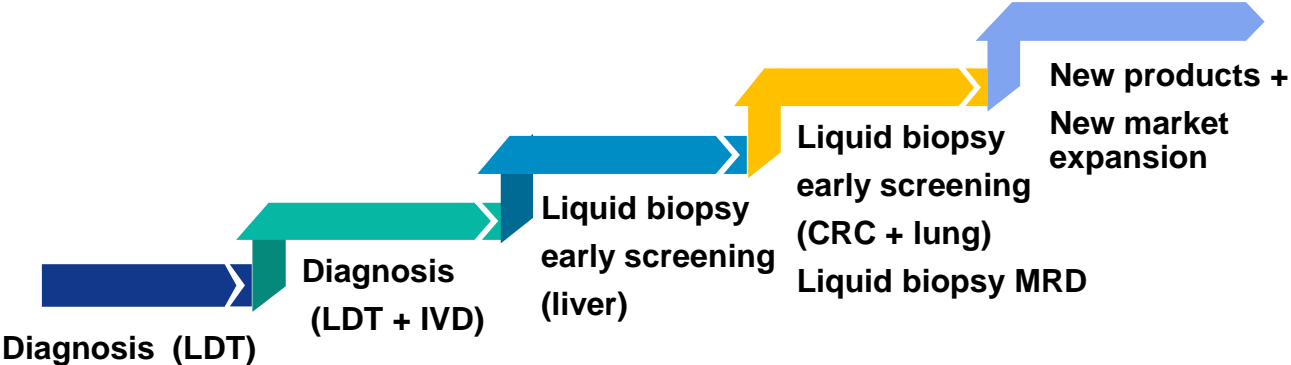 Diagnosis (LDT)
Diagnosis
(LDT + IVD)
Liquid biopsy
early screening
(liver)
Liquid biopsy
early screening
(CRC + lung)
Liquid biopsy MRD
New products +
New market
expansion